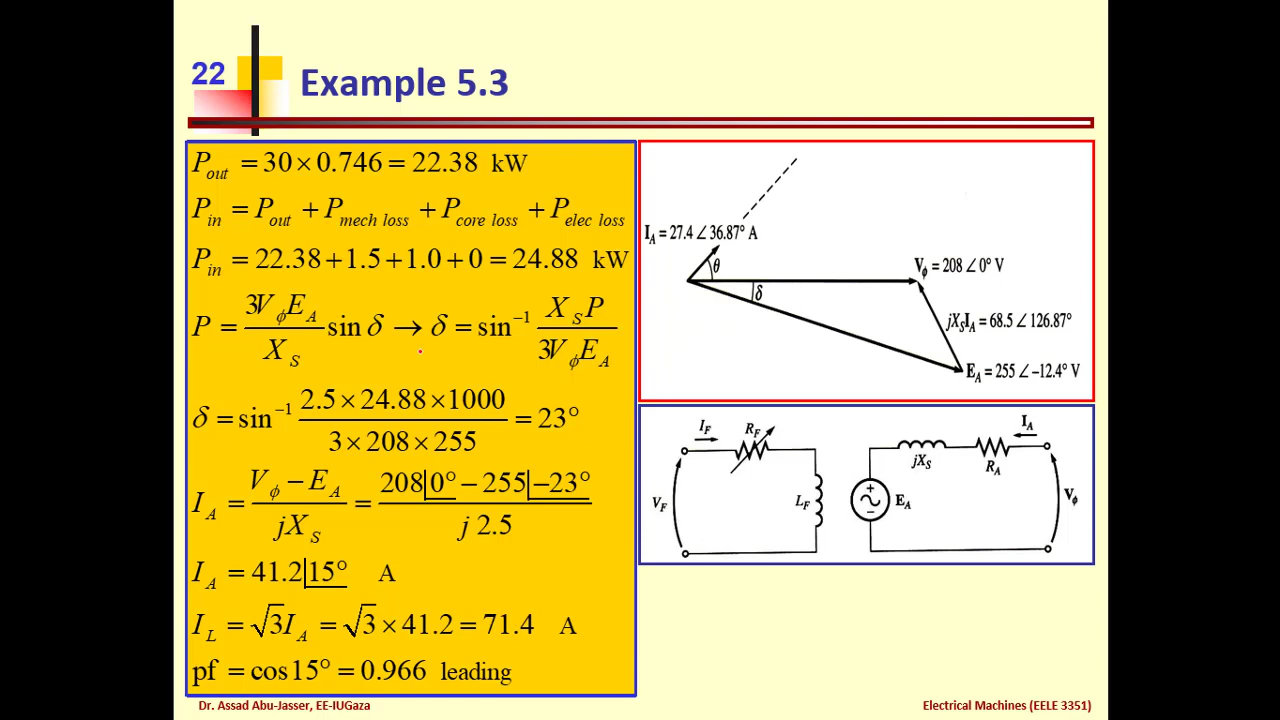 22
Example 5.3
P_out = 30 × 0.746 = 22.38 kW
P_in = P_out + P_mech loss + P_core loss + P_elec loss
P_in = 22.38 + 1.5 + 1.0 + 0 = 24.88 kW
P = 3V_ϕE_A / X_S sin δ → δ = sin⁻¹ X_SP / 3V_ϕE_A
δ = sin⁻¹ 2.5 × 24.88 × 1000 / 3 × 208 × 255 = 23°
I_A = V_ϕ − E_A / jX_S = 208∠0° − 255∠−23° / j 2.5
I_A = 41.2∠15° A
I_L = √3I_A = √3 × 41.2 = 71.4 A
pf = cos 15° = 0.966 leading
I_A = 27.4 ∠ 36.87° A
θ
V_ϕ = 208 ∠ 0° V
δ
jX_SI_A = 68.5 ∠ 126.87°
E_A = 255 ∠ −12.4° V
I_F
R_F
V_F
L_F
jX_S
R_A
I_A
+
E_A
−
V_ϕ
Dr. Assad Abu-Jasser, EE-IUGaza
Electrical Machines (EELE 3351)